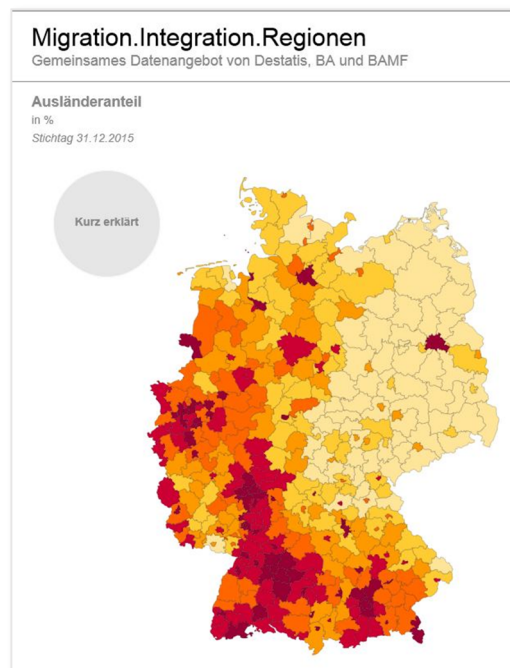 Migration.Integration.Regionen
Gemeinsames Datenangebot von Destatis, BA und BAMF
Ausländeranteil
in %
Stichtag 31.12.2015
Kurz erklärt